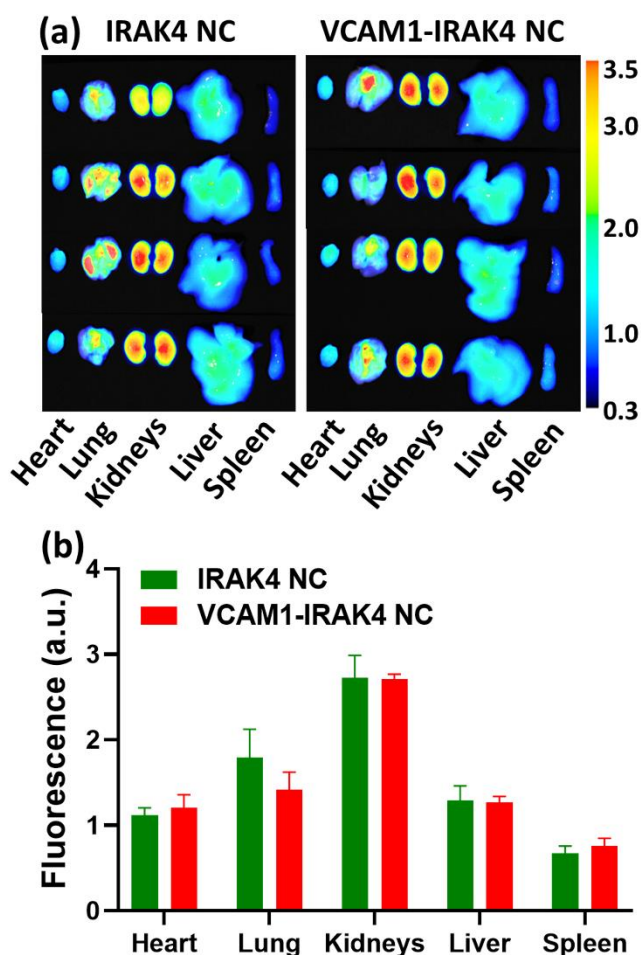 (a) IRAK4 NC VCAM1-IRAK4 NC
3.5
3.0
2.0
1.0
0.3
Heart Lung Kidneys Liver Spleen Heart Lung Kidneys Liver Spleen
(b)
IRAK4 NC
VCAM1-IRAK4 NC
Fluorescence (a.u.)
4
3
2
1
0
Heart Lung Kidneys Liver Spleen